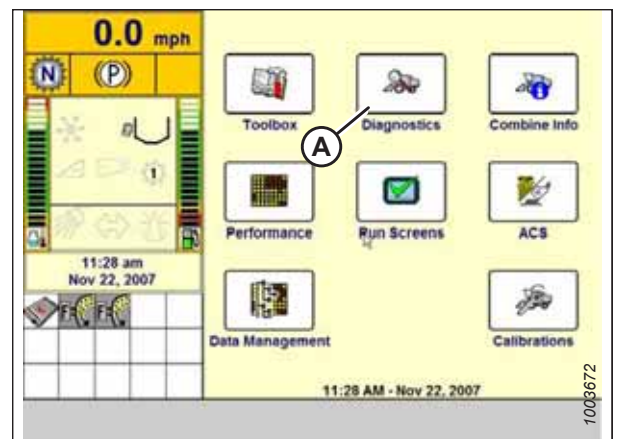 0.0 mph
N (P)
D
1
11:28 am
Nov 22, 2007
F F
Toolbox Diagnostics Combine Info
A
Performance Run Screens ACS
Data Management Calibrations
11:28 AM - Nov 22, 2007
1003672